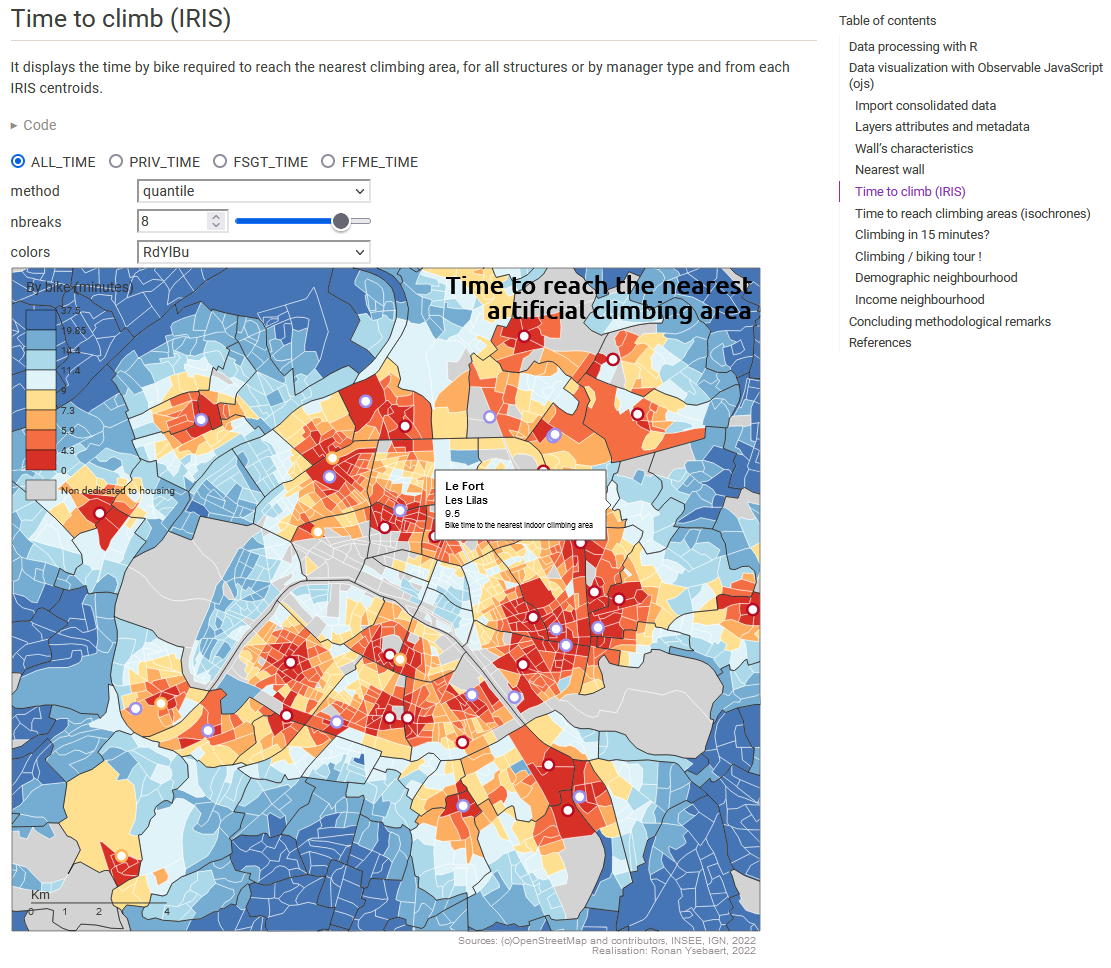 Time to climb (IRIS)
It displays the time by bike required to reach the nearest climbing area, for all structures or by manager type and from each
IRIS centroids.
Code
ALL_TIME PRIV_TIME FSGT_TIME FFME_TIME
method quantile
nbreaks 8
colors RdYlBu
Time to reach the nearest
artificial climbing area
By bike (minutes)
37.5
19.85
14.4
11.4
9
7.3
5.9
4.3
0
Non dedicated to housing
Le Fort
Les Lilas
9.5
Bike time to the nearest indoor climbing area
Km
0 1 2 4
Sources: (c)OpenStreetMap and contributors, INSEE, IGN, 2022
Realisation: Ronan Ysebaert, 2022
Table of contents
Data processing with R
Data visualization with Observable JavaScript
(ojs)
Import consolidated data
Layers attributes and metadata
Wall's characteristics
Nearest wall
Time to climb (IRIS)
Time to reach climbing areas (isochrones)
Climbing in 15 minutes?
Climbing / biking tour !
Demographic neighbourhood
Income neighbourhood
Concluding methodological remarks
References